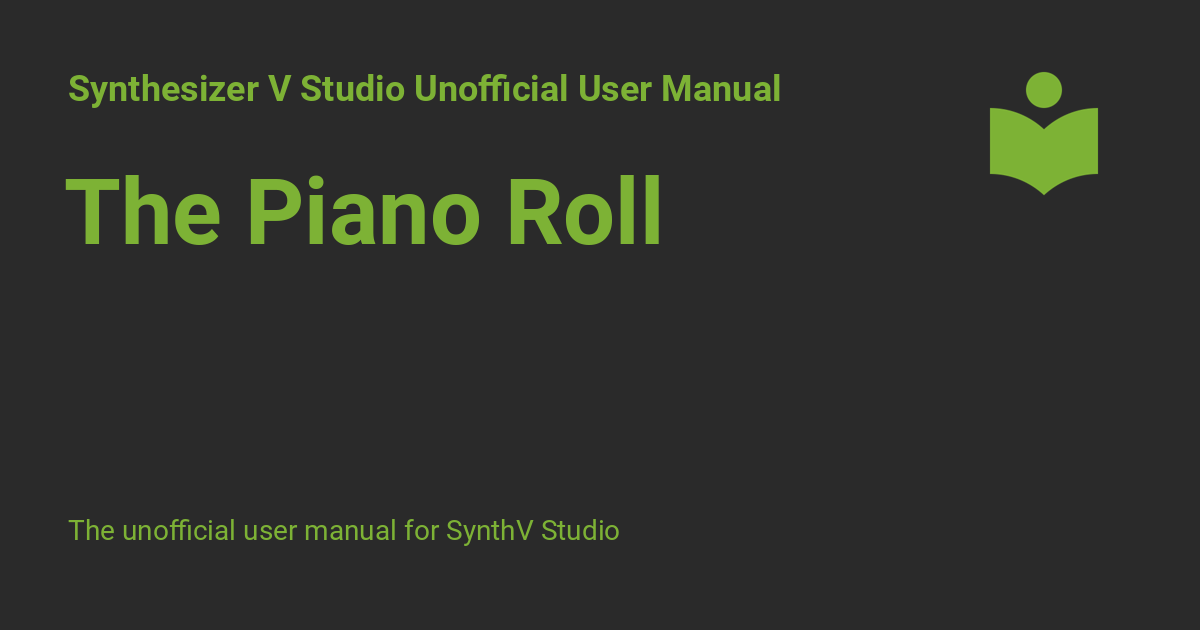 Synthesizer V Studio Unofficial User Manual
The Piano Roll
The unofficial user manual for SynthV Studio